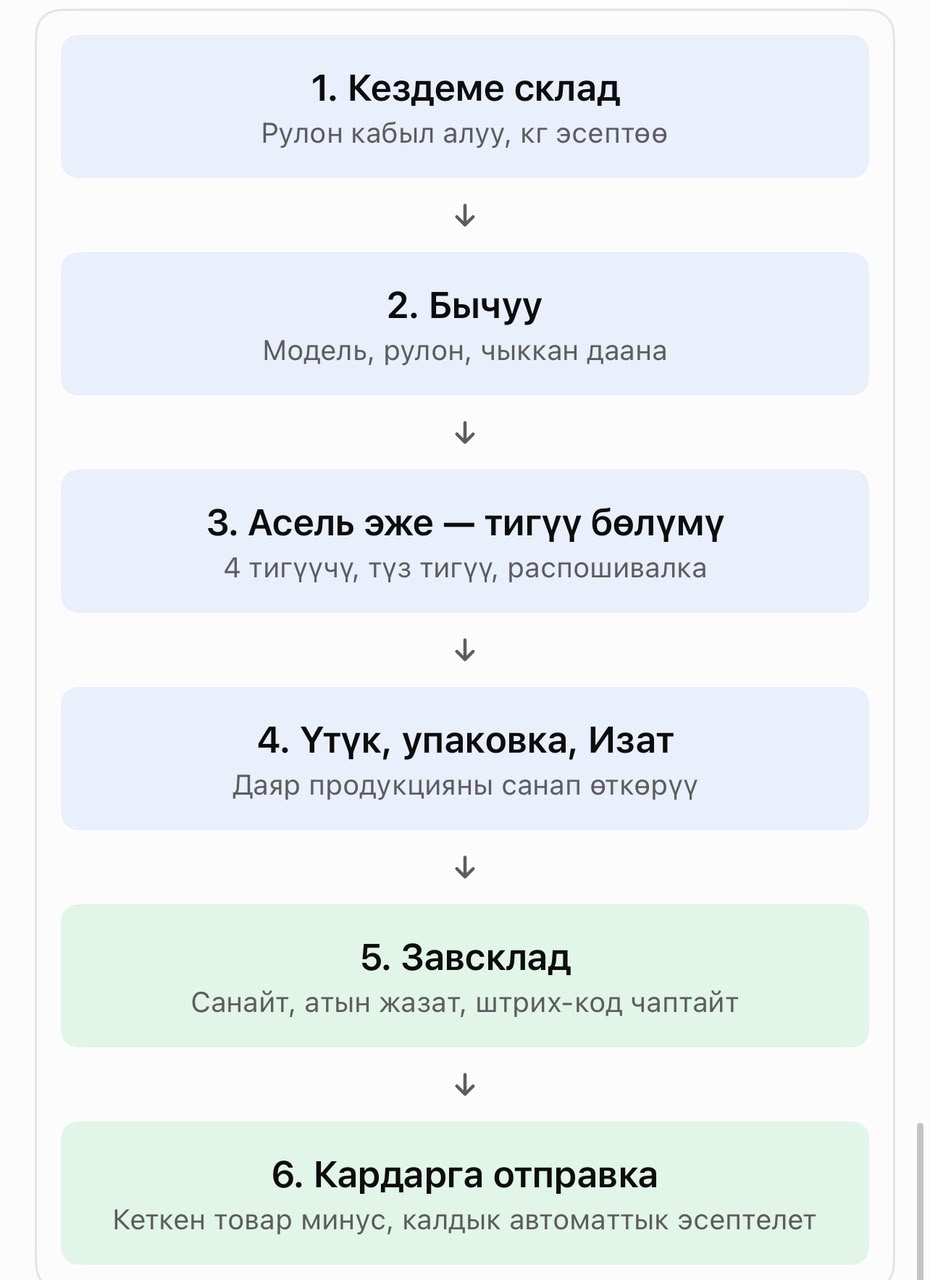 1. Кездеме склад
Рулон кабыл алуу, кг эсептөө
↓
2. Бычуу
Модель, рулон, чыккан даана
↓
3. Асель эже — тигүү бөлүмү
4 тигүүчү, түз тигүү, распошивалка
↓
4. Үтүк, упаковка, Изат
Даяр продукцияны санап өткөрүү
↓
5. Завсклад
Санайт, атын жазат, штрих-код чаптайт
↓
6. Кардарга отправка
Кеткен товар минус, калдык автоматтык эсептелет